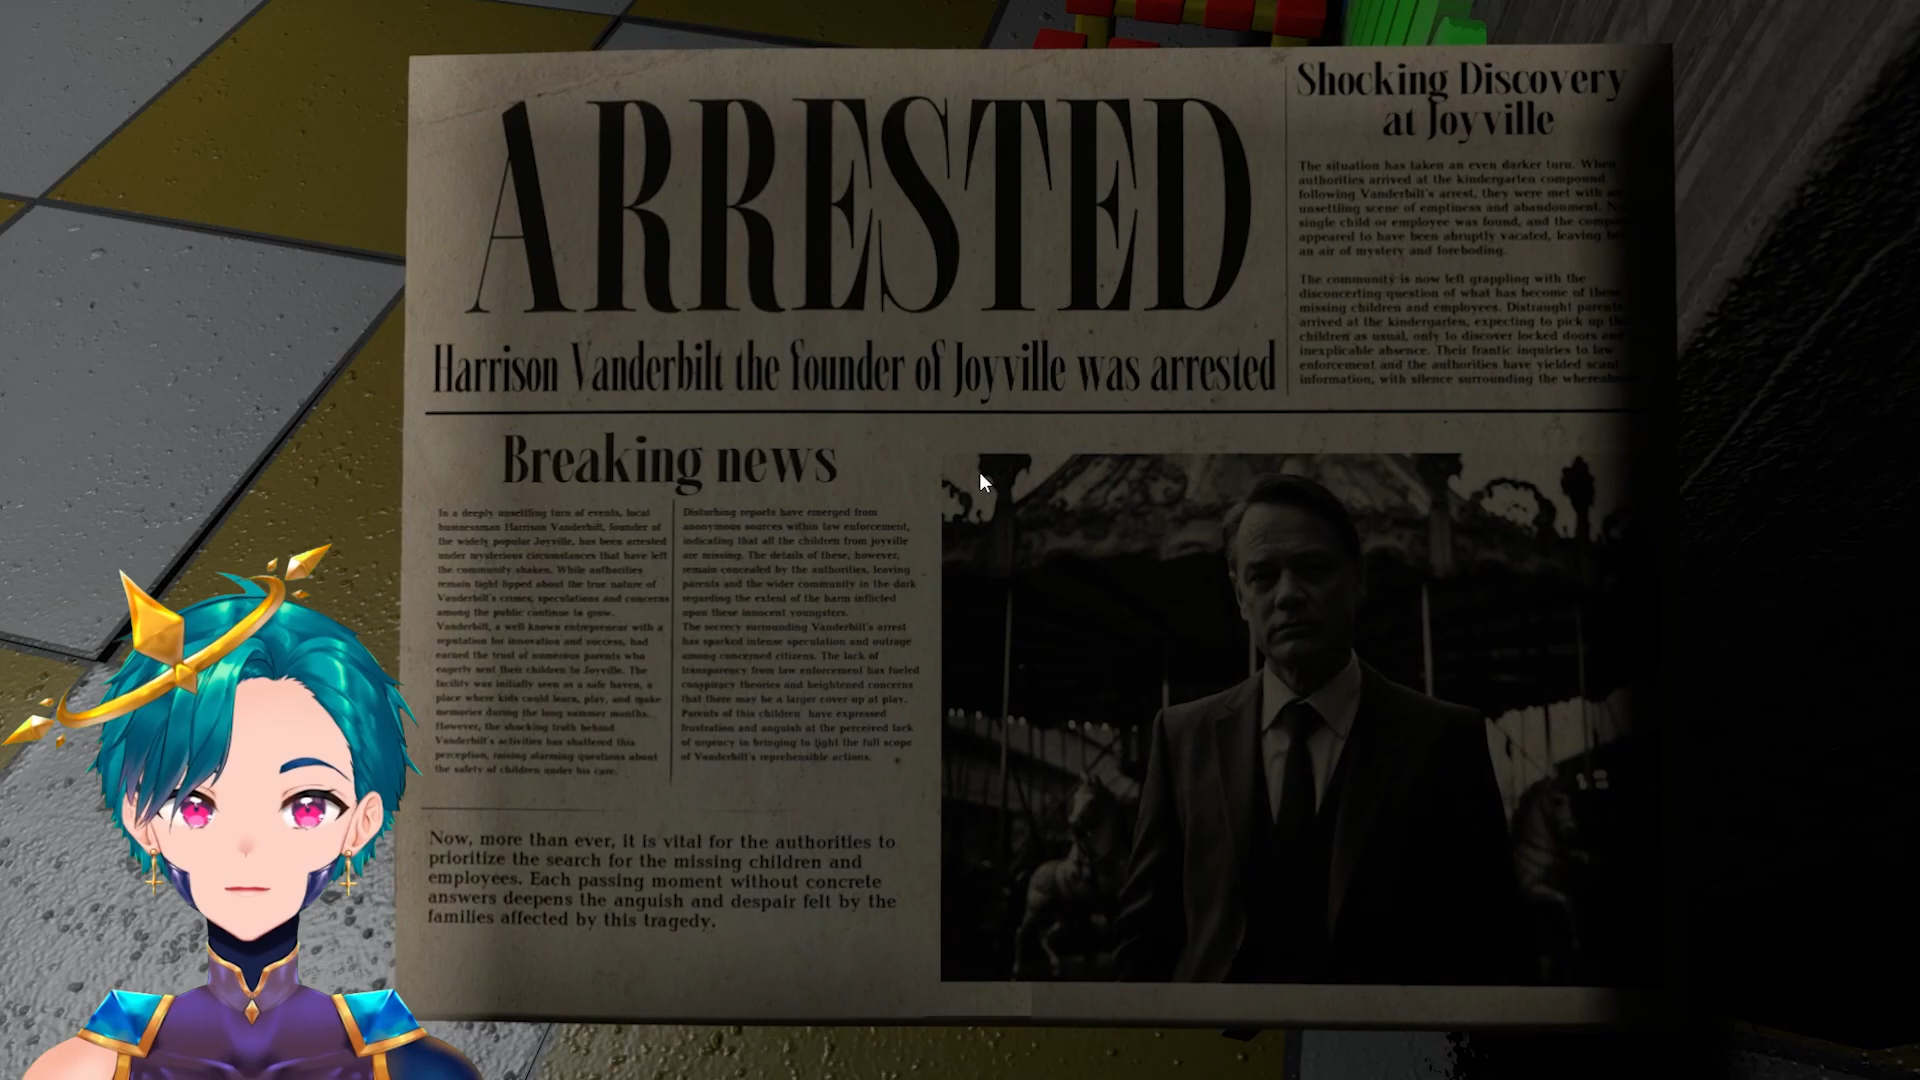 ARRESTED
Harrison Vanderbilt the founder of Joyville was arrested
Shocking Discovery
at Joyville
The situation has taken an even darker turn. When
authorities arrived at the kindergarten compound
following Vanderbilt's arrest, they were met with
unsettling scene of emptiness and abandonment.
single child or employee was found, and the
appeared to have been abruptly vacated, leaving
an air of mystery and foreboding.
The community is now left grappling with the
disconcerting question of what has become of
missing children and employees. Distraught
arrived at the kindergarten, expecting to pick up
children as usual, only to discover locked doors
inexplicable absence. Their frantic inquiries to law
enforcement and the authorities have yielded
information, with silence surrounding the
Breaking news
In a deeply unsettling turn of events, local
businessman Harrison Vanderbilt, founder of
the widely popular Joyville, has been arrested
under mysterious circumstances that have left
the community shaken. While authorities
remain tight-lipped about the true nature of
Vanderbilt's crimes, speculations and concerns
among the public continue to grow.
Vanderbilt, a well-known entrepreneur with a
reputation for innovation and success, had
earned the trust of numerous parents who
eagerly sent their children to Joyville. The
facility was initially seen as a safe haven, a
place where kids could learn, play, and make
memories during the long summer months.
However, the shocking truth behind
Vanderbilt's activities has shattered this
perception, raising alarming questions about
the safety of children under his care.
Disturbing reports have emerged from
anonymous sources within law enforcement,
indicating that all the children from joyville
are missing. The details of these, however,
remain concealed by the authorities, leaving
parents and the wider community in the dark
regarding the extent of the harm inflicted
upon these innocent youngsters.
The secrecy surrounding Vanderbilt's arrest
has sparked intense speculation and outrage
among concerned citizens. The lack of
transparency from law enforcement has fueled
conspiracy theories and heightened concerns
that there may be a larger cover up at play.
Parents of this children have expressed
frustration and anguish at the perceived lack
of urgency in bringing to light the full scope
of Vanderbilt's reprehensible actions.
Now, more than ever, it is vital for the authorities to
prioritize the search for the missing children and
employees. Each passing moment without concrete
answers deepens the anguish and despair felt by the
families affected by this tragedy.